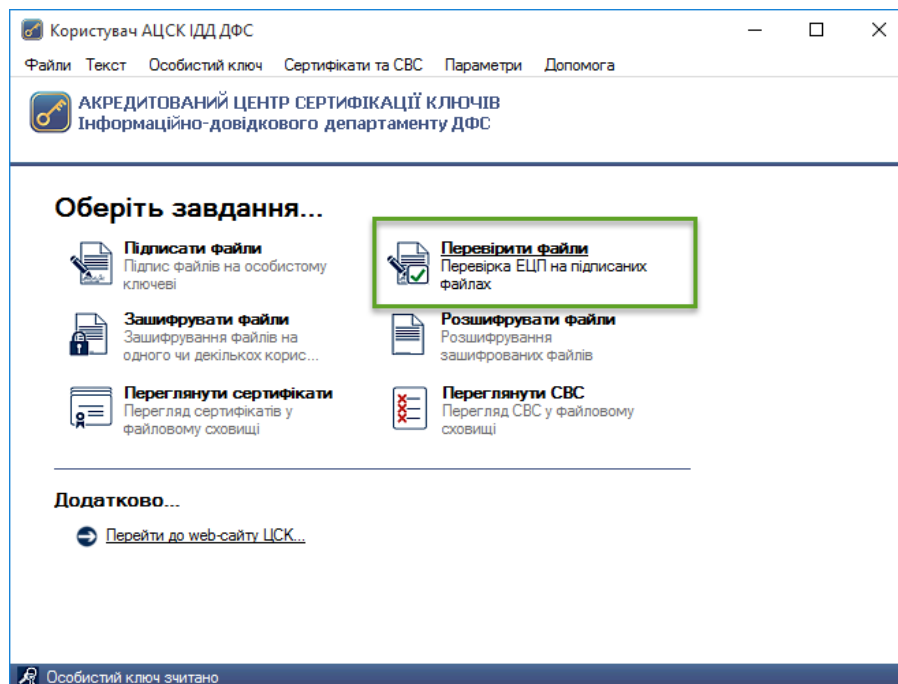 Користувач АЦСК ІДД ДФС
Файли Текст Особистий ключ Сертифікати та СВС Параметри Допомога
АКРЕДИТОВАНИЙ ЦЕНТР СЕРТИФІКАЦІЇ КЛЮЧІВ
Інформаційно-довідкового департаменту ДФС
Оберіть завдання...
Підписати файли
Підпис файлів на особистому
ключеві
Перевірити файли
Перевірка ЕЦП на підписаних
файлах
Зашифрувати файли
Зашифрування файлів на
одного чи декількох корис...
Розшифрувати файли
Розшифрування
зашифрованих файлів
Переглянути сертифікати
Перегляд сертифікатів у
файловому сховищі
Переглянути СВС
Перегляд СВС у файловому
сховищі
Додатково...
Перейти до web-сайту ЦСК...
Особистий ключ зчитано